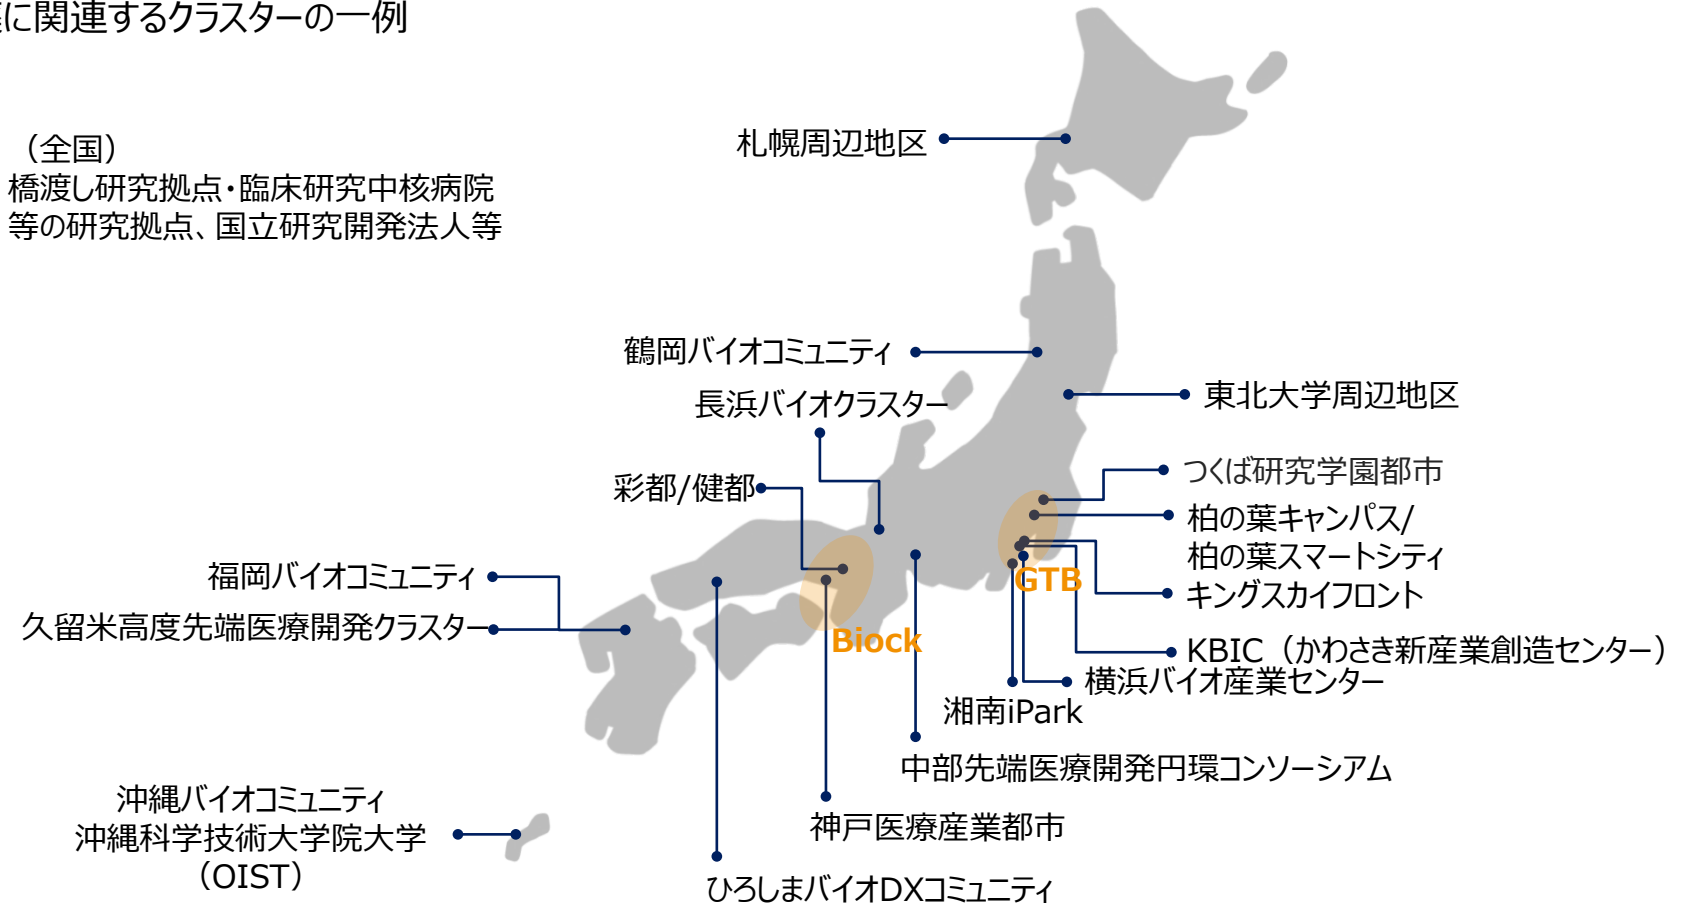 に関連するクラスターの一例
（全国）
橋渡し研究拠点・臨床研究中核病院
等の研究拠点、国立研究開発法人等
札幌周辺地区
鶴岡バイオコミュニティ
長浜バイオクラスター
東北大学周辺地区
つくば研究学園都市
彩都/健都
柏の葉キャンパス/
柏の葉スマートシティ
GTB
キングスカイフロント
福岡バイオコミュニティ
久留米高度先端医療開発クラスター
Biock
KBIC（かわさき新産業創造センター）
横浜バイオ産業センター
湘南iPark
中部先端医療開発円環コンソーシアム
神戸医療産業都市
沖縄バイオコミュニティ
沖縄科学技術大学院大学
（OIST）
ひろしまバイオDXコミュニティ